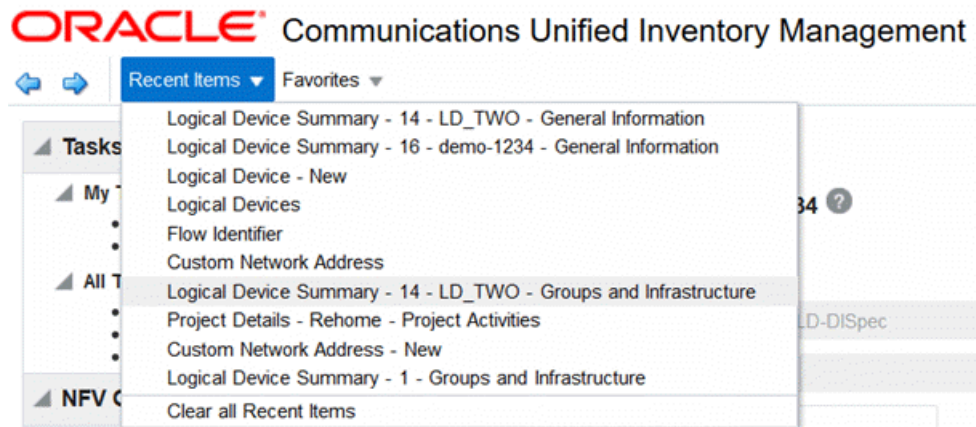 ORACLE® Communications Unified Inventory Management
Recent Items Favorites
Logical Device Summary - 14 - LD_TWO - General Information
Tasks
Logical Device Summary - 16 - demo-1234 - General Information
Logical Device - New
My
Logical Devices
34 ?
Flow Identifier
Custom Network Address
All T
Logical Device Summary - 14 - LD_TWO - Groups and Infrastructure
Project Details - Rehome - Project Activities
LD-DISpec
Custom Network Address - New
Logical Device Summary - 1 - Groups and Infrastructure
NFV
Clear all Recent Items